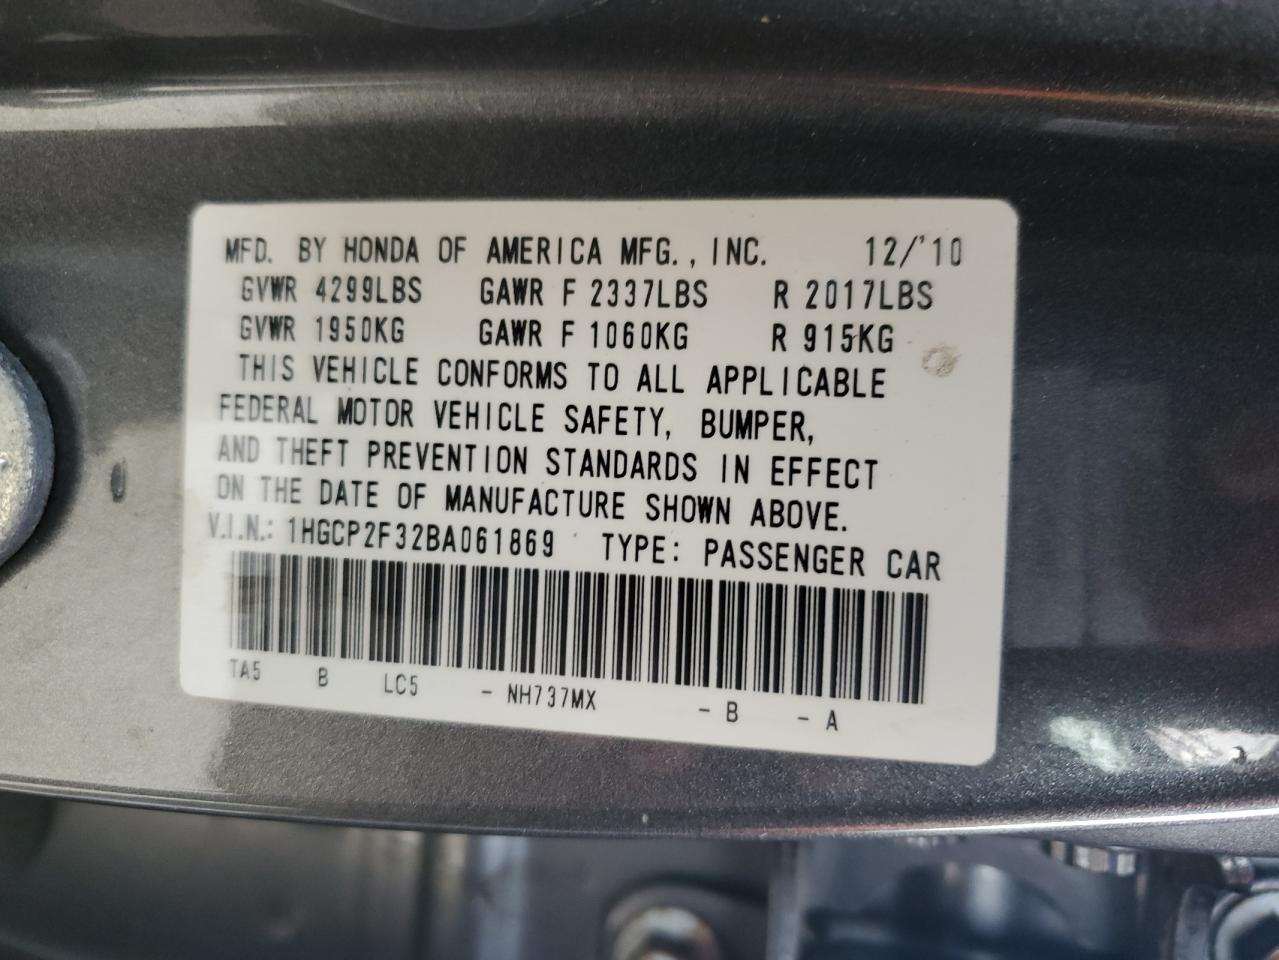 MFD. BY HONDA OF AMERICA MFG., INC. 12/'10
GVWR 4299LBS GAWR F 2337LBS R 2017LBS
GVWR 1950KG GAWR F 1060KG R 915KG
THIS VEHICLE CONFORMS TO ALL APPLICABLE
FEDERAL MOTOR VEHICLE SAFETY, BUMPER,
AND THEFT PREVENTION STANDARDS IN EFFECT
ON THE DATE OF MANUFACTURE SHOWN ABOVE.
V.I.N.: 1HGCP2F32BA061869 TYPE: PASSENGER CAR
TA5 B LC5 - NH737MX - B - A